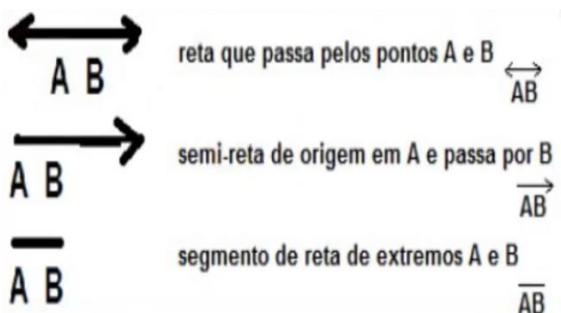 A B
reta que passa pelos pontos A e B
AB
A B
semi-reta de origem em A e passa por B
AB
A B
segmento de reta de extremos A e B
AB